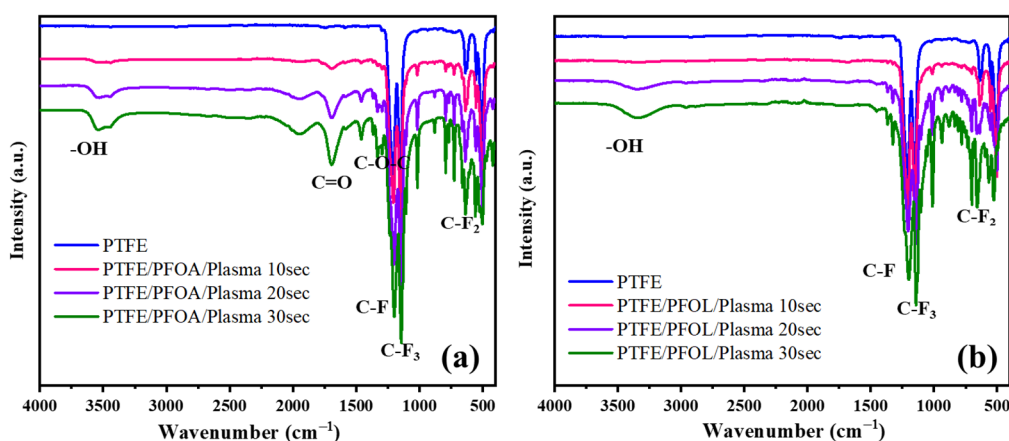 -OH
C=O
C-O-C
C-F₂
C-F
C-F₃
PTFE
PTFE/PFOA/Plasma 10sec
PTFE/PFOA/Plasma 20sec
PTFE/PFOA/Plasma 30sec
(a)
Intensity (a.u.)
4000 3500 3000 2500 2000 1500 1000 500
Wavenumber (cm⁻¹)
-OH
C-F₂
C-F
C-F₃
PTFE
PTFE/PFOL/Plasma 10sec
PTFE/PFOL/Plasma 20sec
PTFE/PFOL/Plasma 30sec
(b)
Intensity (a.u.)
4000 3500 3000 2500 2000 1500 1000 500
Wavenumber (cm⁻¹)